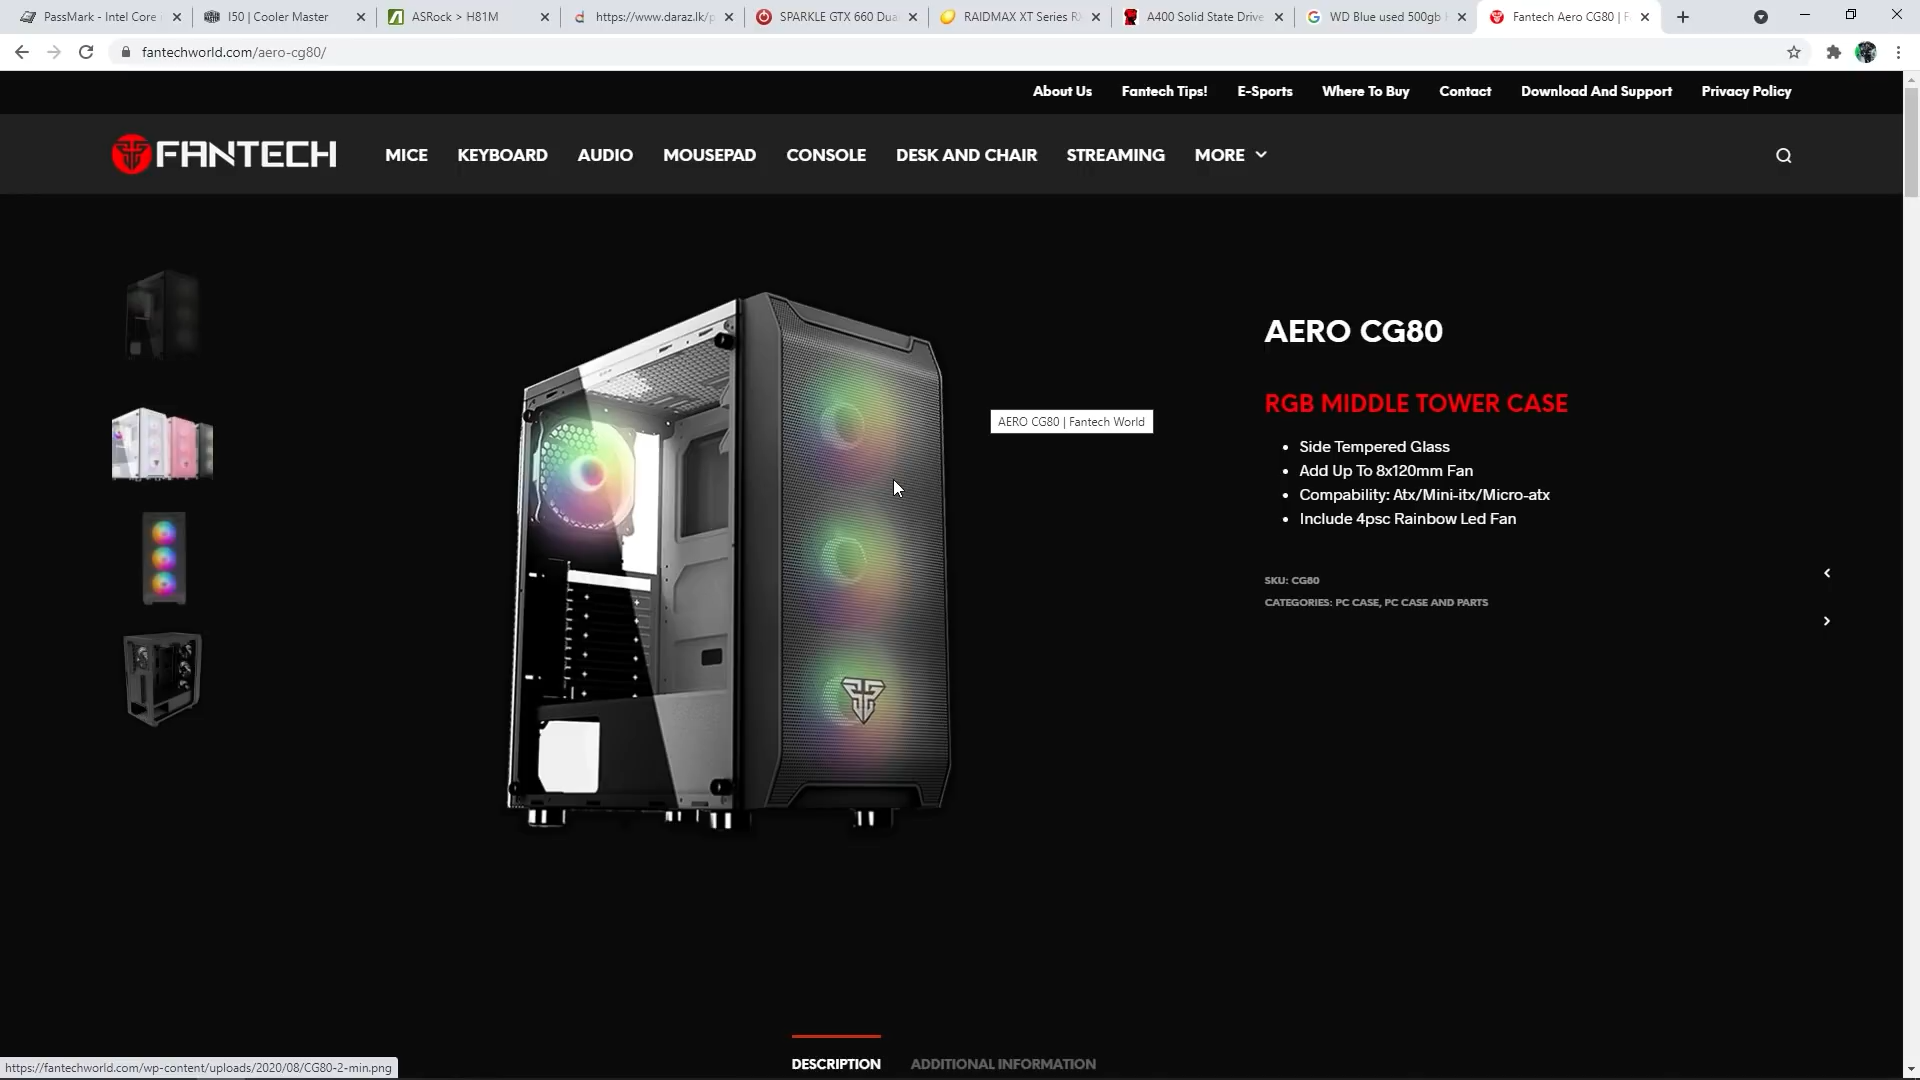 PassMark - Intel Core
I50 | Cooler Master
ASRock > H81M
https://www.daraz.lk/p
SPARKLE GTX 660 Dua
RAIDMAX XT Series R
A400 Solid State Drive
WD Blue used 500gb
Fantech Aero CG80 | F
fantechworld.com/aero-cg80/
About Us
Fantech Tips!
E-Sports
Where To Buy
Contact
Download And Support
Privacy Policy
FANTECH
MICE
KEYBOARD
AUDIO
MOUSEPAD
CONSOLE
DESK AND CHAIR
STREAMING
MORE
AERO CG80
RGB MIDDLE TOWER CASE
AERO CG80 | Fantech World
• Side Tempered Glass
• Add Up To 8x120mm Fan
• Compability: Atx/Mini-itx/Micro-atx
• Include 4psc Rainbow Led Fan
SKU: CG80
CATEGORIES: PC CASE, PC CASE AND PARTS
DESCRIPTION
ADDITIONAL INFORMATION
https://fantechworld.com/wp-content/uploads/2020/08/CG80-2-min.png